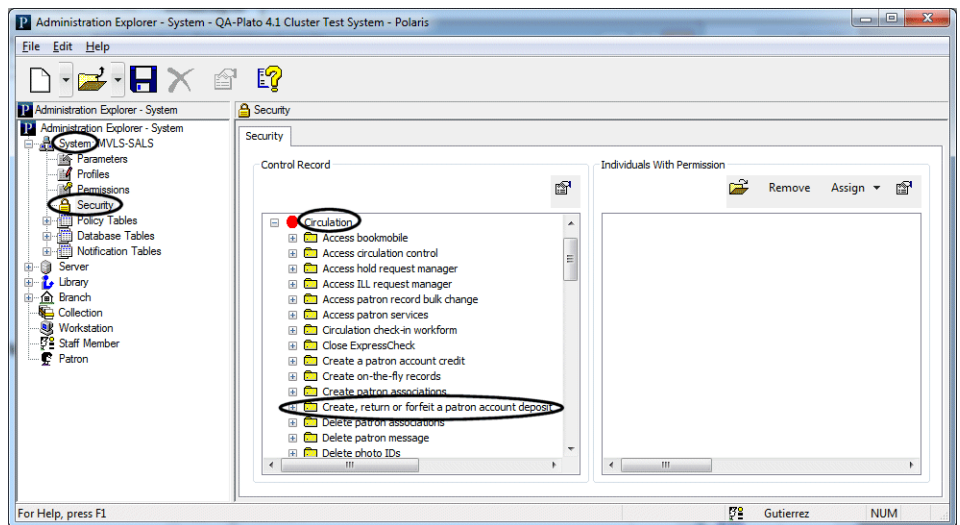 Administration Explorer - System - QA-Plato 4.1 Cluster Test System - Polaris
File Edit Help
Administration Explorer - System
Security
Administration Explorer - System
System MVLS-SALS
Parameters
Profiles
Permissions
Security
Policy Tables
Database Tables
Notification Tables
Server
Library
Branch
Collection
Workstation
Staff Member
Patron
Security
Control Record
Circulation
Access bookmobile
Access circulation control
Access hold request manager
Access ILL request manager
Access patron record bulk change
Access patron services
Circulation check-in workform
Close ExpressCheck
Create a patron account credit
Create on-the-fly records
Create patron associations
Create, return or forfeit a patron account deposit
Delete patron associations
Delete patron message
Delete photo IDs
Individuals With Permission
Remove Assign
For Help, press F1
Gutierrez NUM